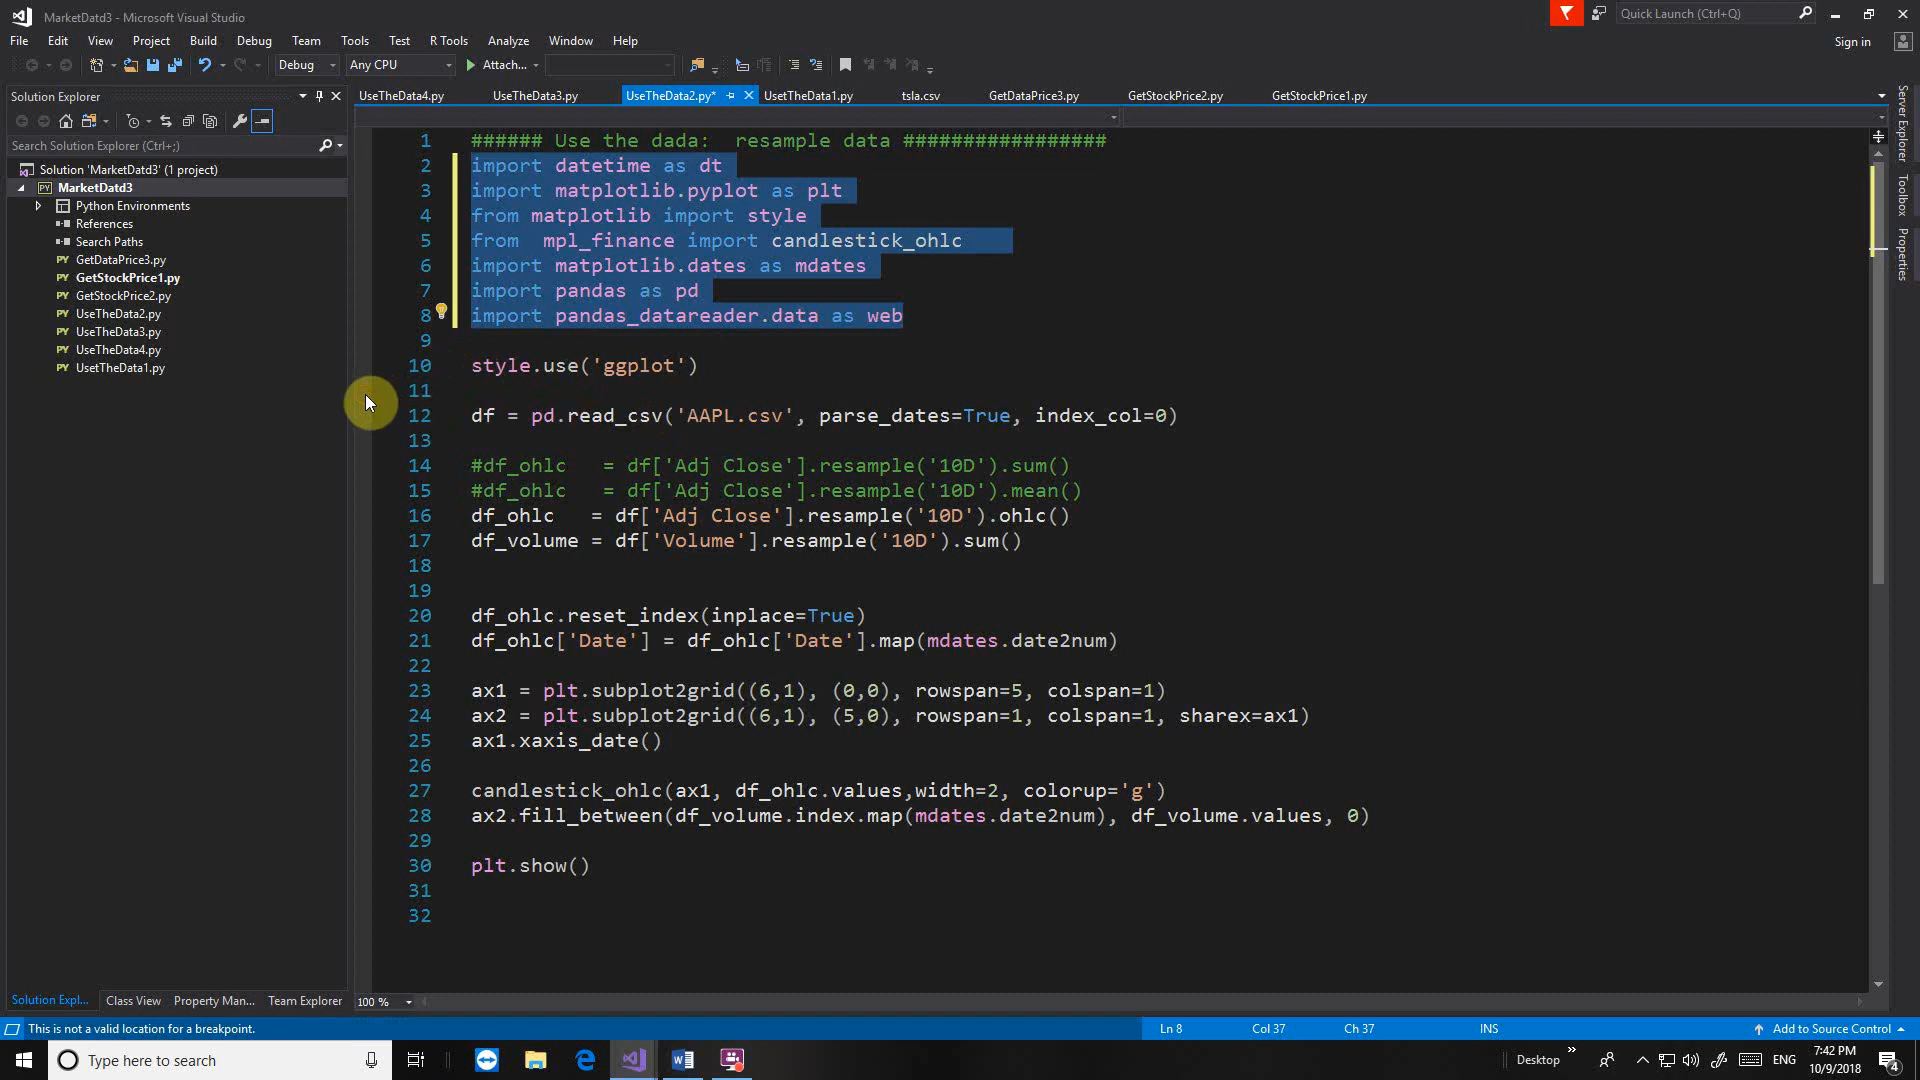 MarketDatd3 - Microsoft Visual Studio
Quick Launch (Ctrl+Q)
File Edit View Project Build Debug Team Tools Test R Tools Analyze Window Help
Sign in
Debug Any CPU Attach...
Solution Explorer
UseTheData4.py UseTheData3.py UseTheData2.py* UsetTheData1.py tsla.csv GetDataPrice3.py GetStockPrice2.py GetStockPrice1.py
Search Solution Explorer (Ctrl+;)
Solution 'MarketDatd3' (1 project)
PY MarketDatd3
Python Environments
References
Search Paths
PY GetDataPrice3.py
PY GetStockPrice1.py
PY GetStockPrice2.py
PY UseTheData2.py
PY UseTheData3.py
PY UseTheData4.py
PY UsetTheData1.py
1 ###### Use the dada:  resample data #################
2 import datetime as dt
3 import matplotlib.pyplot as plt
4 from matplotlib import style
5 from  mpl_finance import candlestick_ohlc
6 import matplotlib.dates as mdates
7 import pandas as pd
8 import pandas_datareader.data as web
9
10 style.use('ggplot')
11
12 df = pd.read_csv('AAPL.csv', parse_dates=True, index_col=0)
13
14 #df_ohlc   = df['Adj Close'].resample('10D').sum()
15 #df_ohlc   = df['Adj Close'].resample('10D').mean()
16 df_ohlc   = df['Adj Close'].resample('10D').ohlc()
17 df_volume = df['Volume'].resample('10D').sum()
18
19
20 df_ohlc.reset_index(inplace=True)
21 df_ohlc['Date'] = df_ohlc['Date'].map(mdates.date2num)
22
23 ax1 = plt.subplot2grid((6,1), (0,0), rowspan=5, colspan=1)
24 ax2 = plt.subplot2grid((6,1), (5,0), rowspan=1, colspan=1, sharex=ax1)
25 ax1.xaxis_date()
26
27 candlestick_ohlc(ax1, df_ohlc.values,width=2, colorup='g')
28 ax2.fill_between(df_volume.index.map(mdates.date2num), df_volume.values, 0)
29
30 plt.show()
31
32
Server Explorer
Toolbox
Properties
Solution Expl... Class View Property Man... Team Explorer
100 %
This is not a valid location for a breakpoint. Ln 8 Col 37 Ch 37 INS Add to Source Control
Type here to search
Desktop ENG
7:42 PM
10/9/2018
4